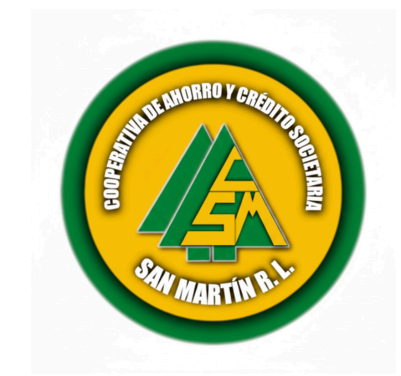 COOPERATIVA DE AHORRO Y CRÉDITO SOCIETARIA
CSM
SAN MARTÍN R. L.